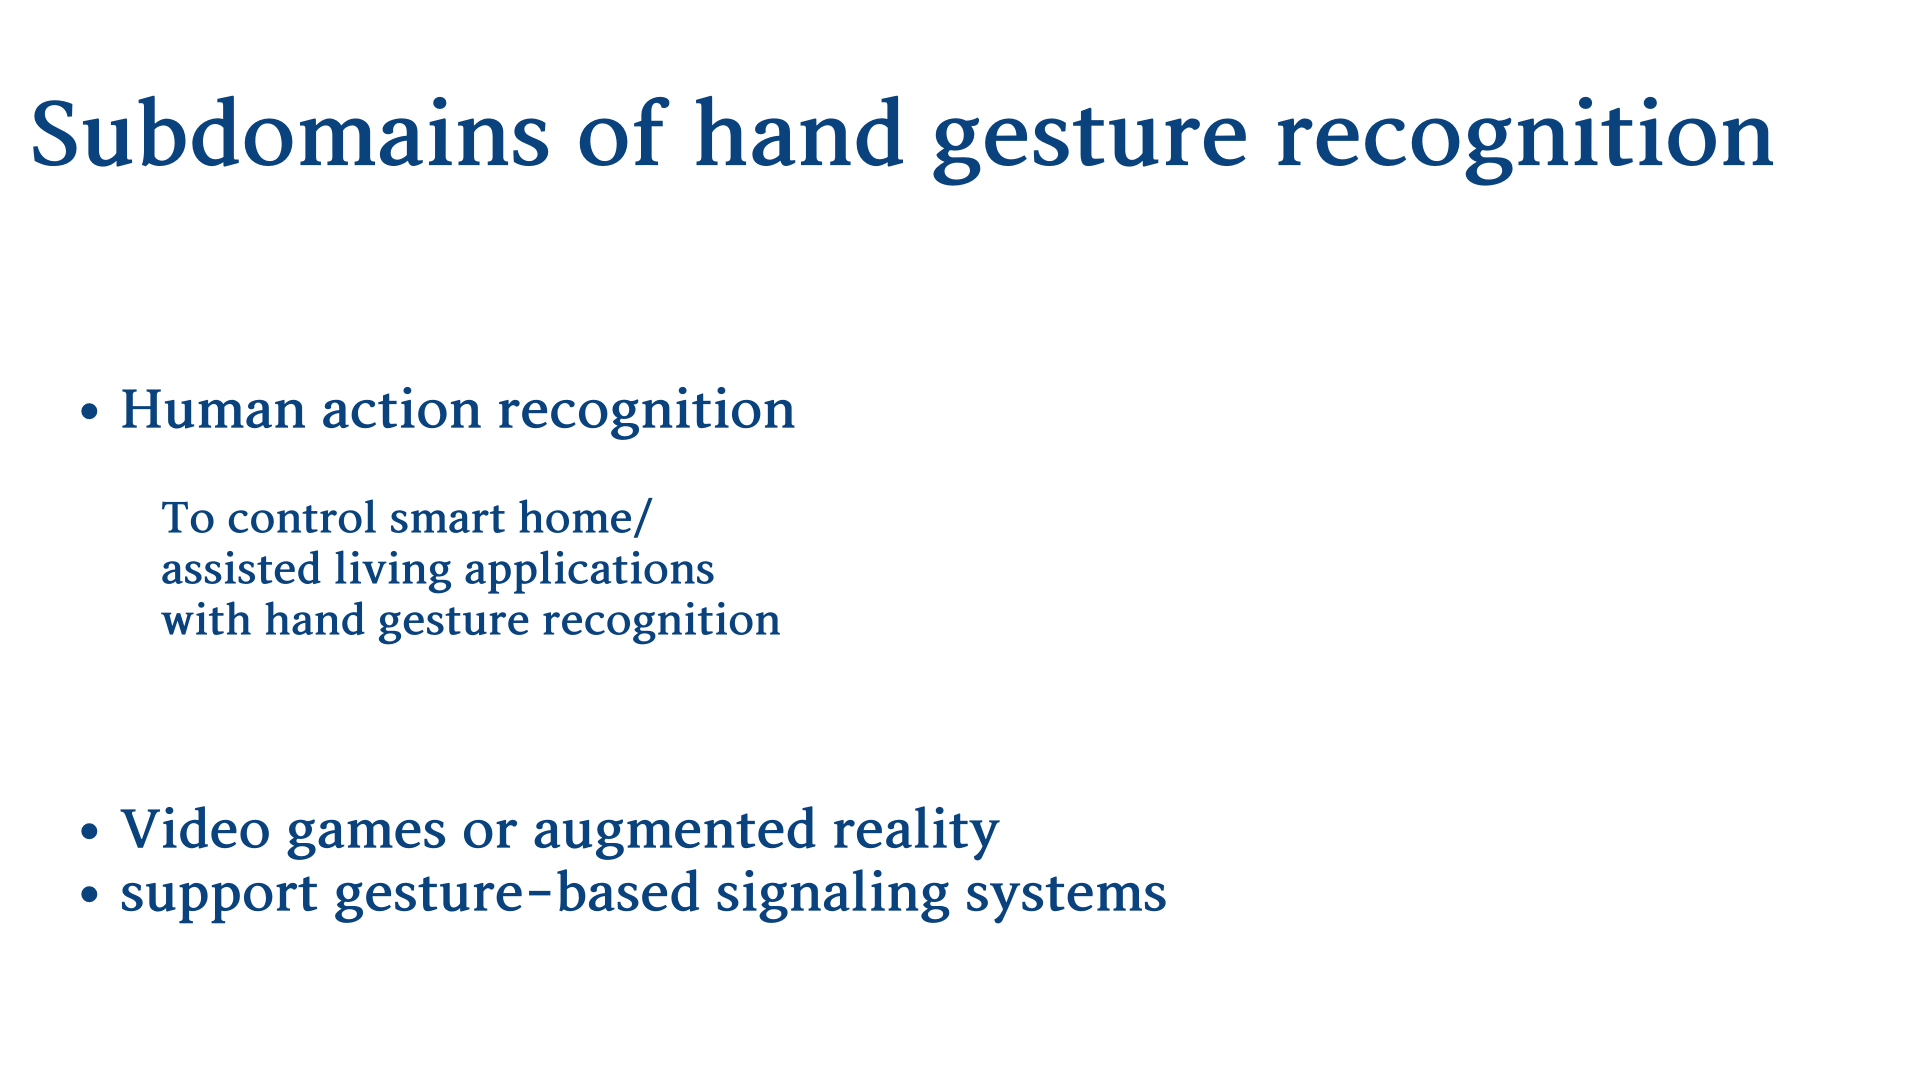 Subdomains of hand gesture recognition
• Human action recognition
To control smart home/
assisted living applications
with hand gesture recognition
• Video games or augmented reality
• support gesture-based signaling systems